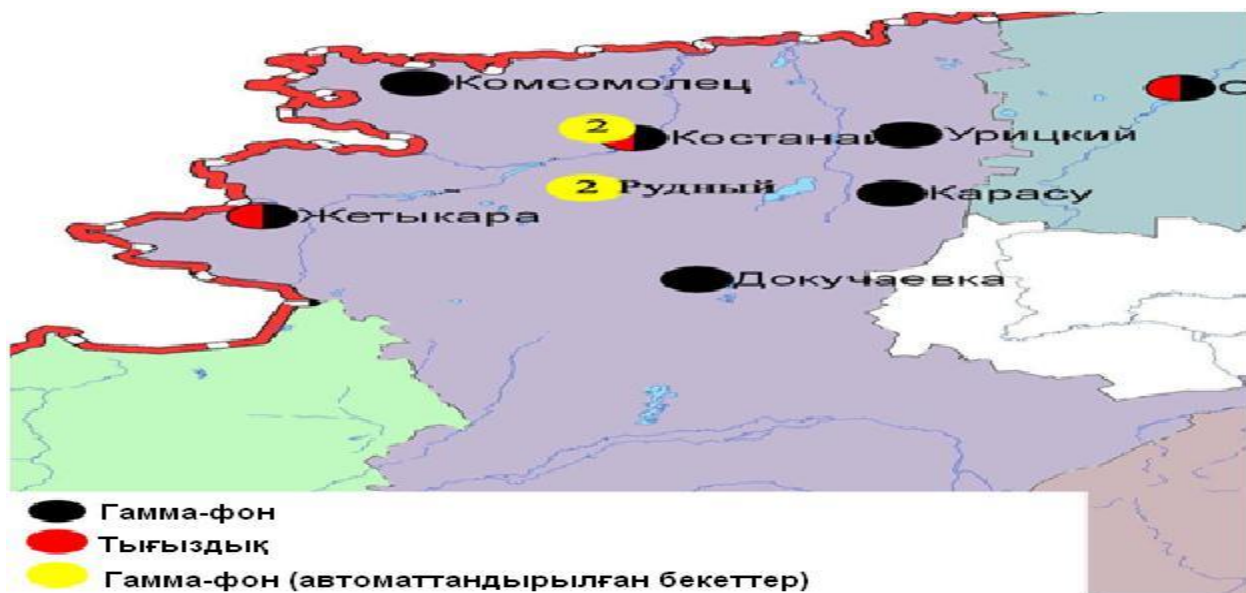 Комсомолец
2
Костанай
Урицкий
2 Рудный
Карасу
Жетыкара
Докучаевка
Гамма-фон
Тығыздық
Гамма-фон (автоматтандырылған бекеттер)